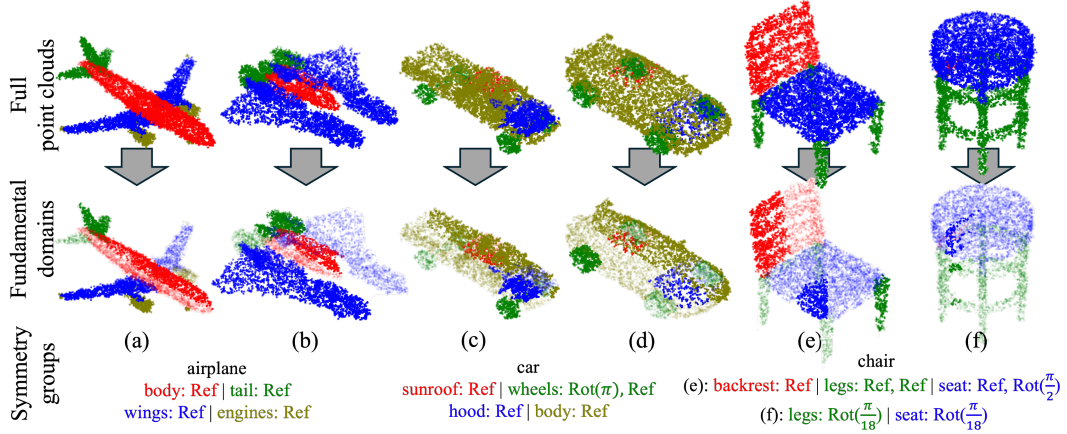 Full
point clouds
Fundamental
domains
(a)
(b)
(c)
(d)
(e)
(f)
Symmetry
groups
airplane
body: Ref | tail: Ref
wings: Ref | engines: Ref
car
sunroof: Ref | wheels: Rot(π), Ref
hood: Ref | body: Ref
chair
(e): backrest: Ref | legs: Ref, Ref | seat: Ref, Rot(π/2)
(f): legs: Rot(π/18) | seat: Rot(π/18)